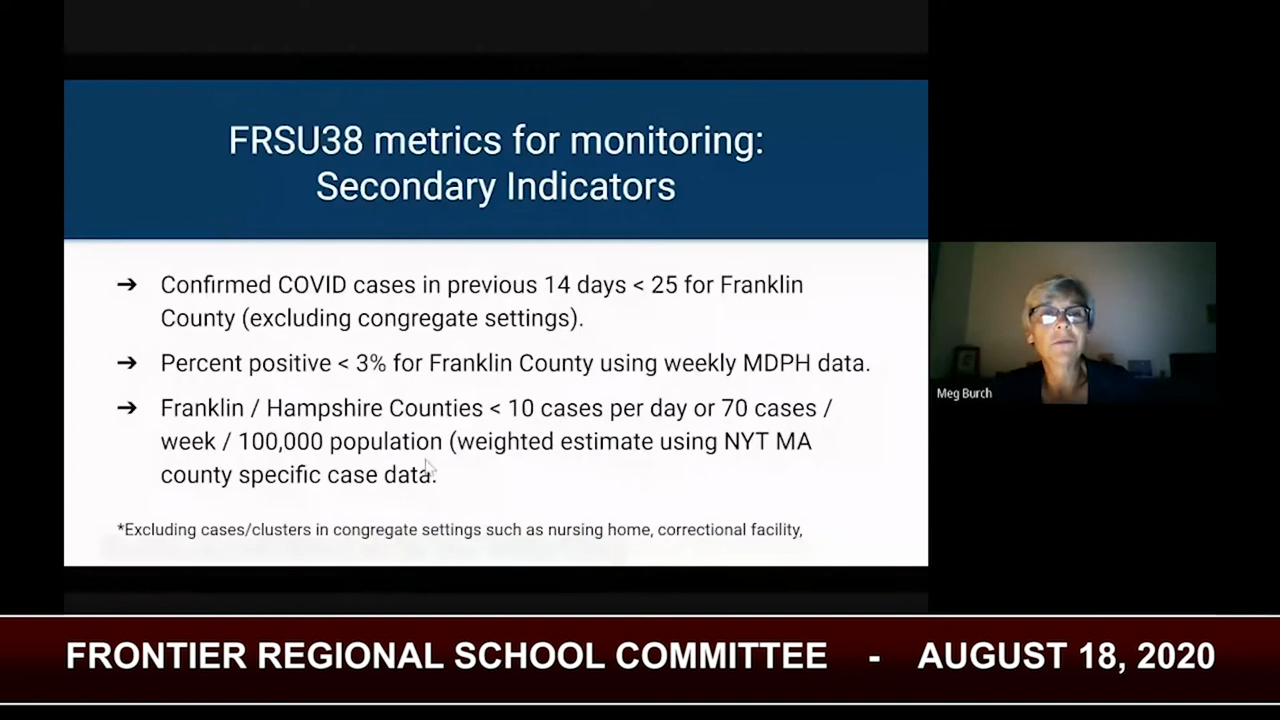 FRSU38 metrics for monitoring:
Secondary Indicators
➔ Confirmed COVID cases in previous 14 days < 25 for Franklin
County (excluding congregate settings).
➔ Percent positive < 3% for Franklin County using weekly MDPH data.
➔ Franklin / Hampshire Counties < 10 cases per day or 70 cases /
week / 100,000 population (weighted estimate using NYT MA
county specific case data.
*Excluding cases/clusters in congregate settings such as nursing home, correctional facility,
Meg Burch
FRONTIER REGIONAL SCHOOL COMMITTEE - AUGUST 18, 2020